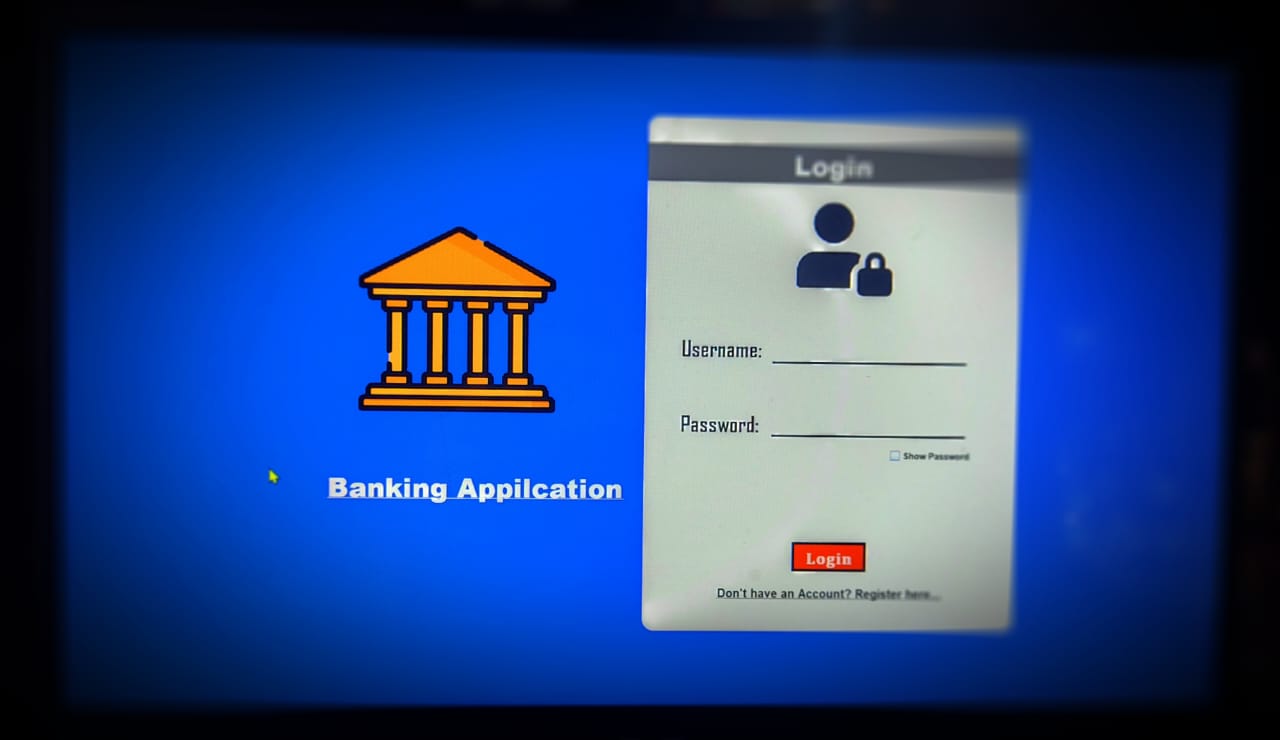 Login
Banking Appilcation
Username:
Password:
Show Password
Login
Don't have an Account? Register here...